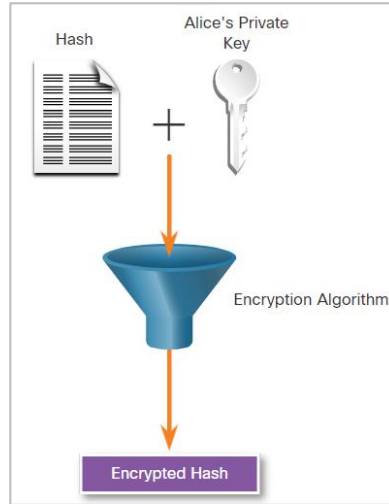 Hash
Alice's Private
Key
Encryption Algorithm
Encrypted Hash